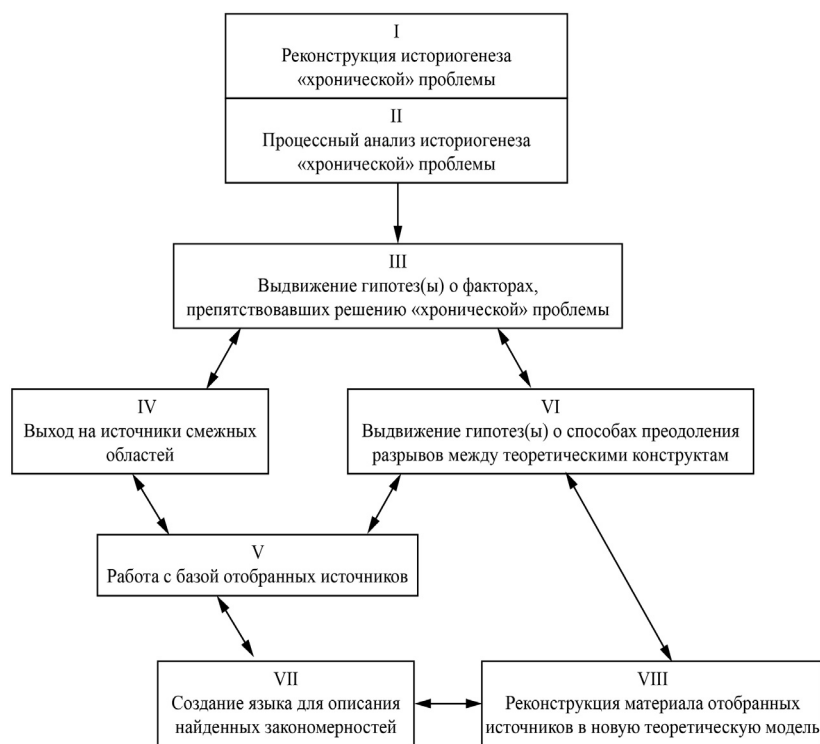 I
Реконструкция историогенеза
«хронической» проблемы
II
Процессный анализ историогенеза
«хронической» проблемы
III
Выдвижение гипотез(ы) о факторах,
препятствовавших решению «хронической» проблемы
IV
Выход на источники смежных
областей
VI
Выдвижение гипотез(ы) о способах преодоления
разрывов между теоретическими конструктам
V
Работа с базой отобранных источников
VII
Создание языка для описания
найденных закономерностей
VIII
Реконструкция материала отобранных
источников в новую теоретическую модель